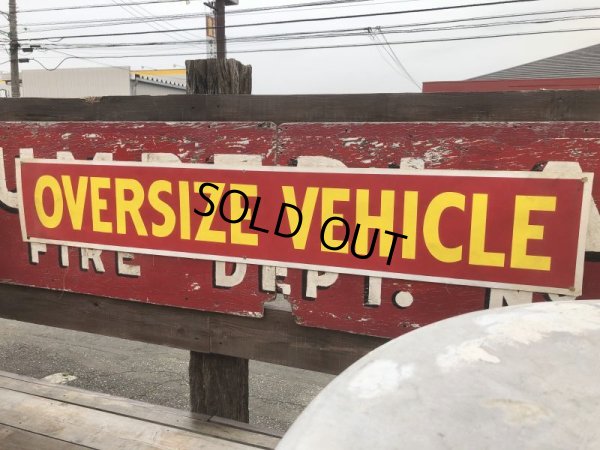 OVERSIZE VEHICLE
SOLD OUT
FIRE DEPT.